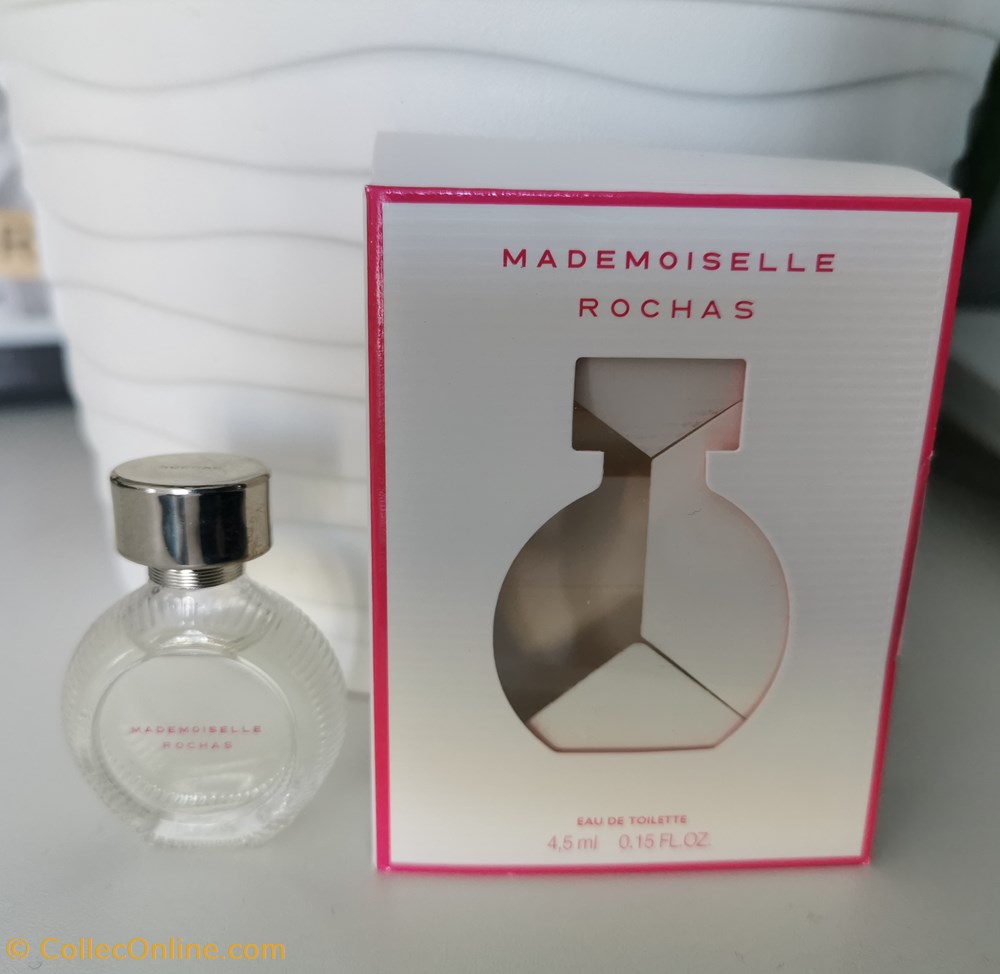 MADEMOISELLE
ROCHAS
MADEMOISELLE
ROCHAS
EAU DE TOILETTE
4,5 ml 0.15 FL.OZ.
R
© CollecOnline.com